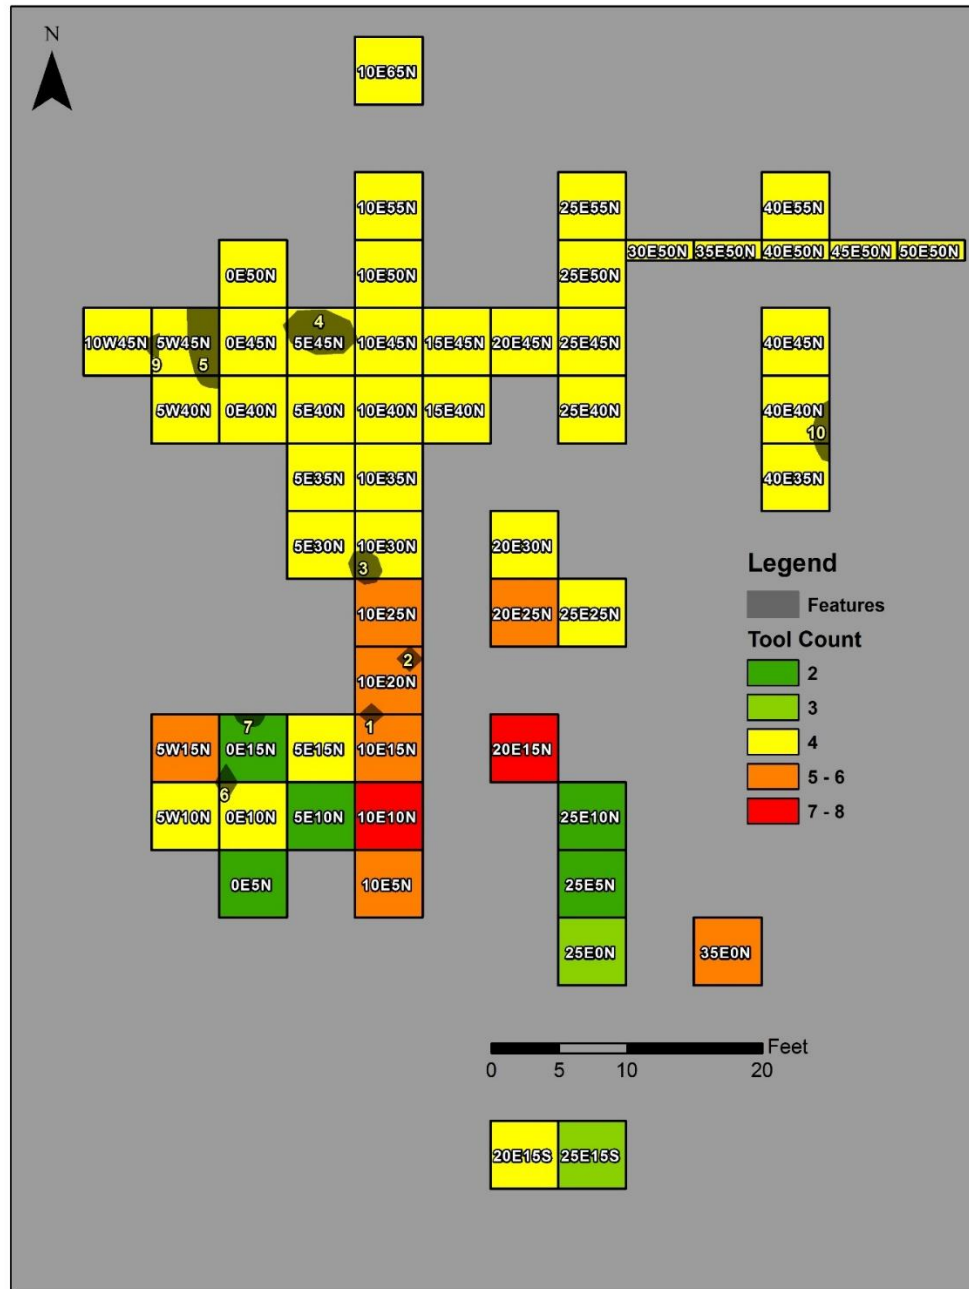 N
10E65N
10E55N 25E55N 40E55N
0E50N 10E50N 25E50N 30E50N 35E50N 40E50N 45E50N 50E50N
4
10W45N 5W45N 0E45N 5E45N 10E45N 15E45N 20E45N 25E45N 40E45N
9 5
5W40N 0E40N 5E40N 10E40N 15E40N 25E40N 40E40N
10
5E35N 10E35N 40E35N
5E30N 10E30N 20E30N
3
10E25N 20E25N 25E25N
2
10E20N
7 1
5W15N 0E15N 5E15N 10E15N 20E15N
6
5W10N 0E10N 5E10N 10E10N 25E10N
0E5N 10E5N 25E5N
25E0N 35E0N
Legend
Features
Tool Count
2
3
4
5 - 6
7 - 8
Feet
0 5 10 20
20E15S 25E15S